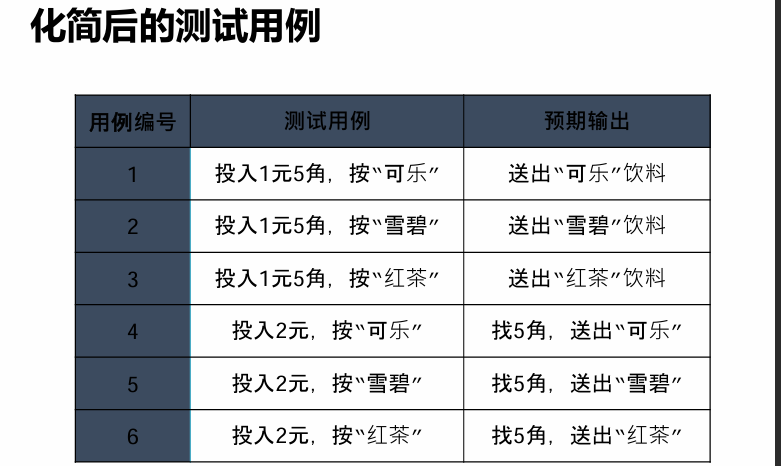 化简后的测试用例
用例编号 测试用例 预期输出
1 投入1元5角，按“可乐” 送出“可乐”饮料
2 投入1元5角，按“雪碧” 送出“雪碧”饮料
3 投入1元5角，按“红茶” 送出“红茶”饮料
4 投入2元，按“可乐” 找5角，送出“可乐”
5 投入2元，按“雪碧” 找5角，送出“雪碧”
6 投入2元，按“红茶” 找5角，送出“红茶”